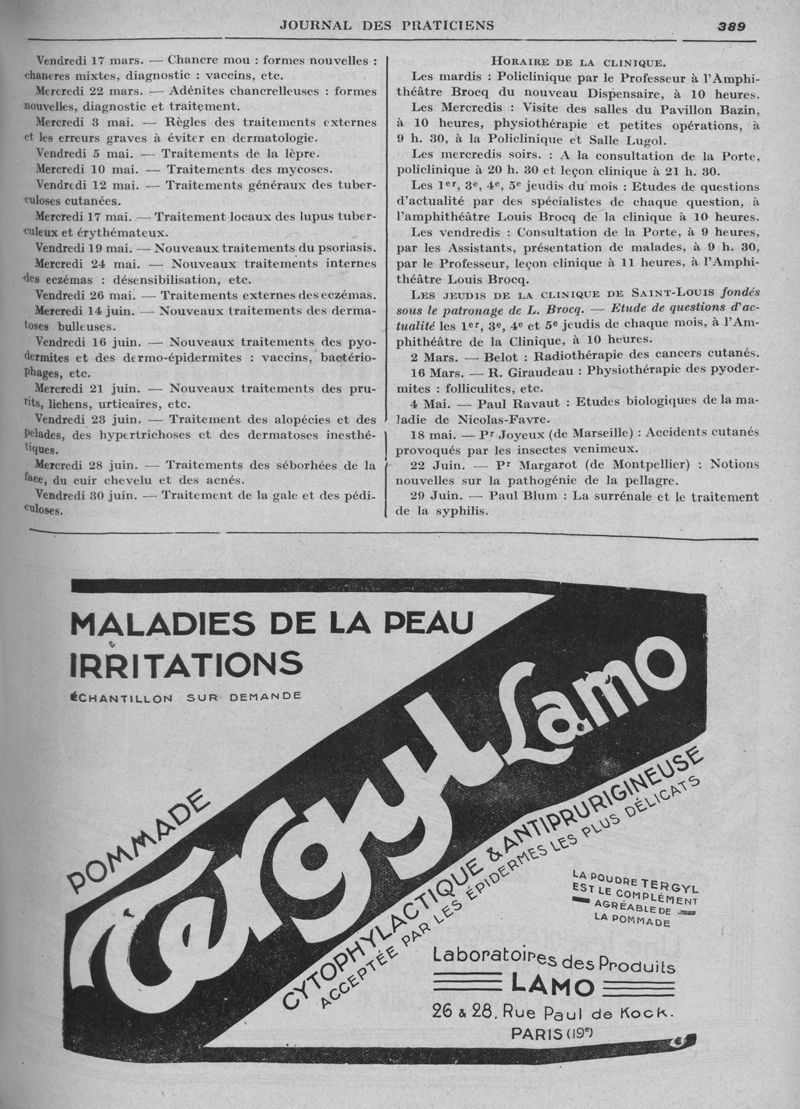 JOURNAL DES PRATICIENS
389
Vendredi 17 mars. — Chancre mou : formes nouvelles :
chancres mixtes, diagnostic : vaccins, etc.
Mercredi 22 mars. — Adénites chancrelleuses : formes
nouvelles, diagnostic et traitement.
Mercredi 3 mai. — Règles des traitements externes
et les erreurs graves à éviter en dermatologie.
Vendredi 5 mai. — Traitements de la lèpre.
Mercredi 10 mai. — Traitements des mycoses.
Vendredi 12 mai. — Traitements généraux des tuber-
culoses cutanées.
Mercredi 17 mai. — Traitement locaux des lupus tuber-
culeux et érythémateux.
Vendredi 19 mai. — Nouveaux traitements du psoriasis.
Mercredi 24 mai. — Nouveaux traitements internes
des eczémas : désensibilisation, etc.
Vendredi 26 mai. — Traitements externes des eczémas.
Mercredi 14 juin. — Nouveaux traitements des derma-
toses bulleuses.
Vendredi 16 juin. — Nouveaux traitements des pyo-
dermites et des dermo-épidermites : vaccins, bactério-
phages, etc.
Mercredi 21 juin. — Nouveaux traitements des pru-
rits, lichens, urticaires, etc.
Vendredi 23 juin. — Traitement des alopécies et des
pelades, des hypertrichoses et des dermatoses inesthé-
tiques.
Mercredi 28 juin. — Traitements des séborhées de la
face, du cuir chevelu et des acnés.
Vendredi 30 juin. — Traitement de la gale et des pédi-
culoses.
HORAIRE DE LA CLINIQUE.
Les mardis : Policlinique par le Professeur à l'Amphi-
théâtre Brocq du nouveau Dispensaire, à 10 heures.
Les Mercredis : Visite des salles du Pavillon Bazin,
à 10 heures, physiothérapie et petites opérations, à
9 h. 30, à la Policlinique et Salle Lugol.
Les mercredis soirs. : A la consultation de la Porte,
policlinique à 20 h. 30 et leçon clinique à 21 h. 30.
Les 1er, 3e, 4e, 5e jeudis du mois : Etudes de questions
d'actualité par des spécialistes de chaque question, à
l'amphithéâtre Louis Brocq de la clinique à 10 heures.
Les vendredis : Consultation de la Porte, à 9 heures,
par les Assistants, présentation de malades, à 9 h. 30,
par le Professeur, leçon clinique à 11 heures, à l'Amphi-
théâtre Louis Brocq.
LES JEUDIS DE LA CLINIQUE DE SAINT-LOUIS fondés
sous le patronage de L. Brocq. — Etude de questions d'ac-
tualité les 1er, 3e, 4e et 5e jeudis de chaque mois, à l'Am-
phithéâtre de la Clinique, à 10 heures.
2 Mars. — Belot : Radiothérapie des cancers cutanés.
16 Mars. — R. Giraudeau : Physiothérapie des pyoder-
mites : folliculites, etc.
4 Mai. — Paul Ravaut : Etudes biologiques de la ma-
ladie de Nicolas-Favre.
18 mai. — Pr Joyeux (de Marseille) : Accidents cutanés
provoqués par les insectes venimeux.
22 Juin. — Pr Margarot (de Montpellier) : Notions
nouvelles sur la pathogénie de la pellagre.
29 Juin. — Paul Blum : La surrénale et le traitement
de la syphilis.
MALADIES DE LA PEAU
IRRITATIONS
ÉCHANTILLON SUR DEMANDE
POMMADE
Tergyl Lamo
CYTOPHYLACTIQUE & ANTIPRURIGINEUSE
ACCEPTÉE PAR LES ÉPIDERMES LES PLUS DÉLICATS
LA POUDRE TERGYL
EST LE COMPLÉMENT
AGRÉABLE DE
LA POMMADE
Laboratoires des Produits
LAMO
26 & 28, Rue Paul de Kock.
PARIS (19e)